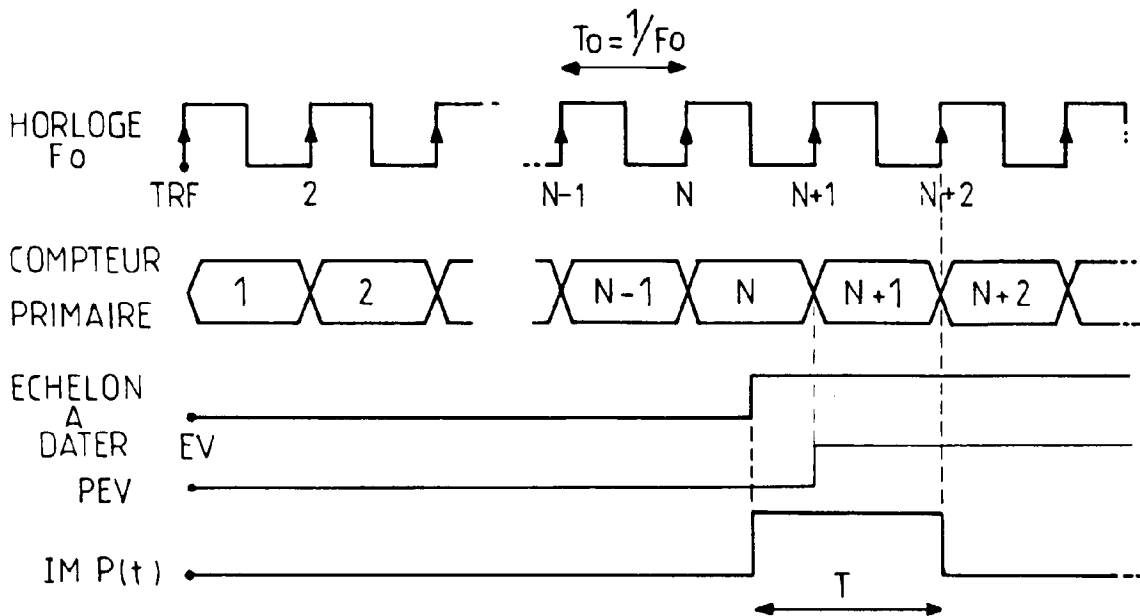 To = 1/Fo
HORLOGE
Fo
TRF 2 N-1 N N+1 N+2
COMPTEUR
PRIMAIRE
1 2 N-1 N N+1 N+2
ECHELON
A
DATER EV
PEV
IM P(t)
T